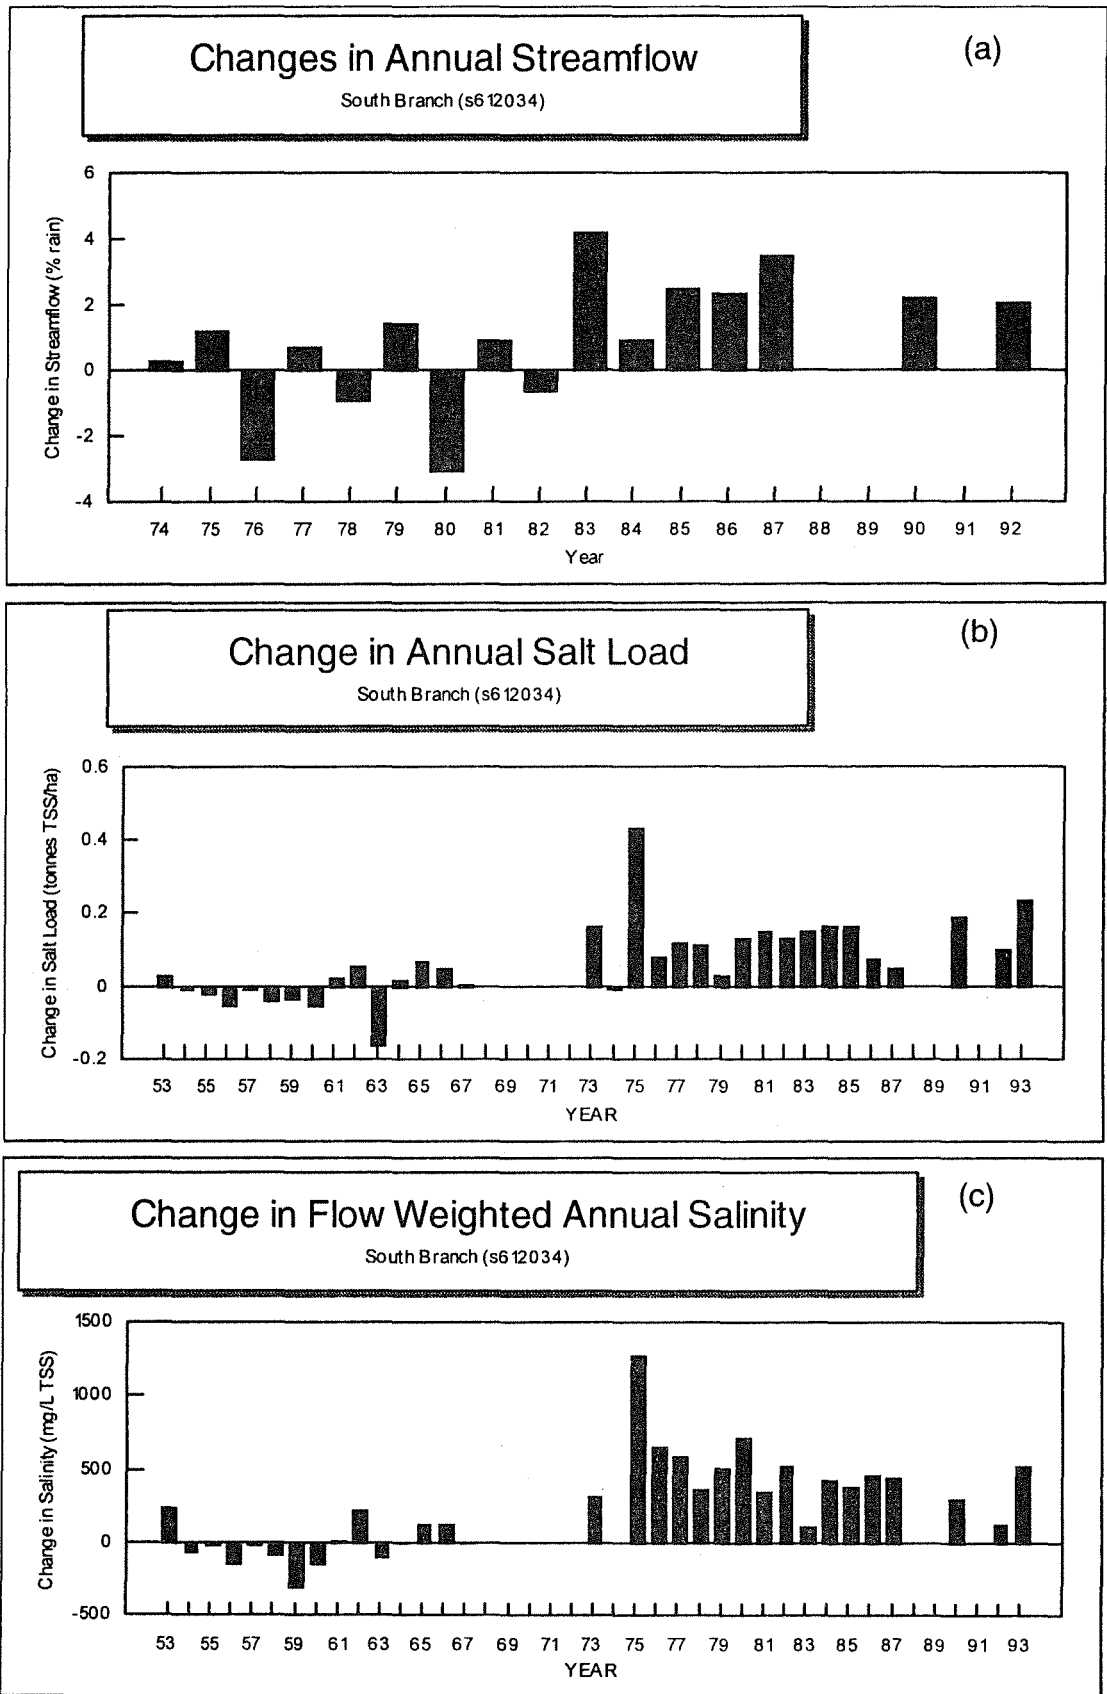 Changes in Annual Streamflow
South Branch (s612034)
(a)
Change in Streamflow (% rain)
6
4
2
0
-2
-4
74 75 76 77 78 79 80 81 82 83 84 85 86 87 88 89 90 91 92
Year
Change in Annual Salt Load
South Branch (s612034)
(b)
Change in Salt Load (tonnes TSS/ha)
0.6
0.4
0.2
0
-0.2
53 55 57 59 61 63 65 67 69 71 73 75 77 79 81 83 85 87 89 91 93
YEAR
Change in Flow Weighted Annual Salinity
South Branch (s612034)
(c)
Change in Salinity (mg/L TSS)
1500
1000
500
0
-500
53 55 57 59 61 63 65 67 69 71 73 75 77 79 81 83 85 87 89 91 93
YEAR